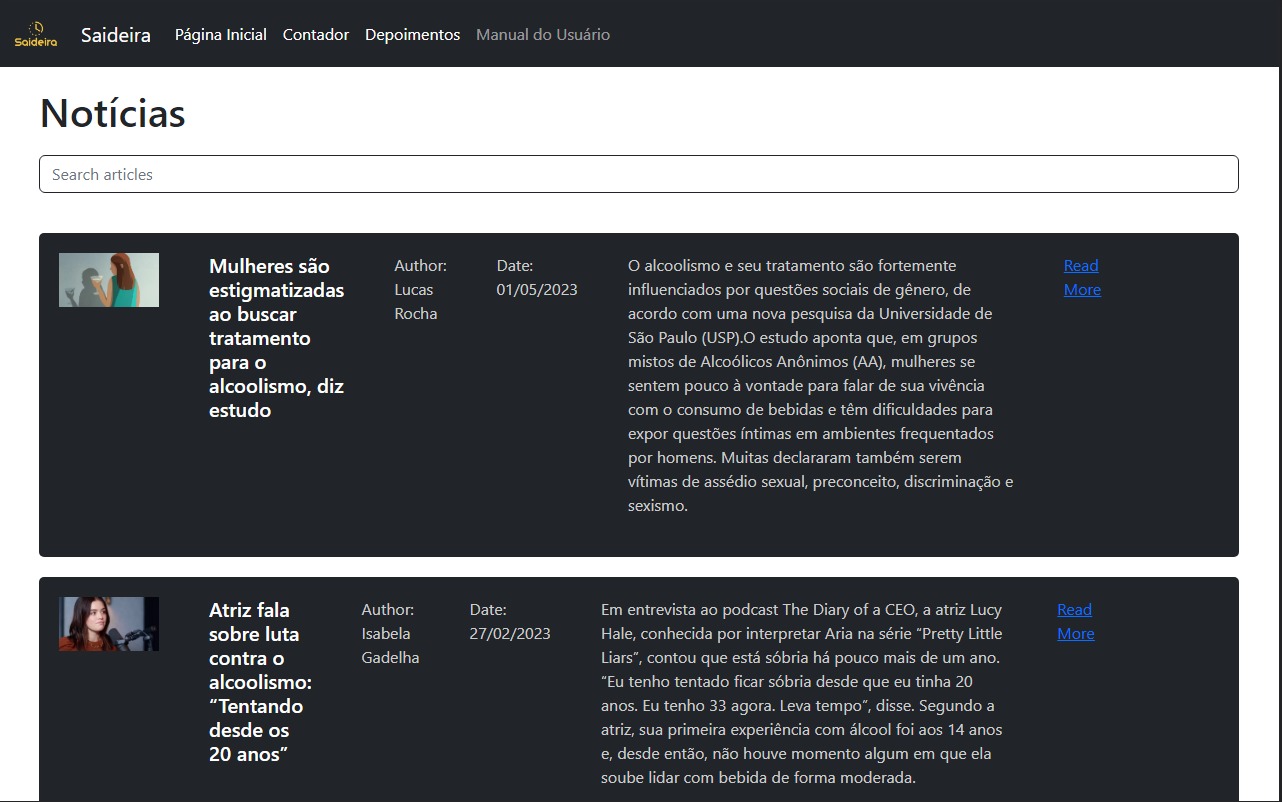 Saideira
Saideira
Página Inicial
Contador
Depoimentos
Manual do Usuário
Notícias
Search articles
Mulheres são
estigmatizadas
ao buscar
tratamento
para o
alcoolismo, diz
estudo
Author:
Lucas
Rocha
Date:
01/05/2023
O alcoolismo e seu tratamento são fortemente
influenciados por questões sociais de gênero, de
acordo com uma nova pesquisa da Universidade de
São Paulo (USP).O estudo aponta que, em grupos
mistos de Alcoólicos Anônimos (AA), mulheres se
sentem pouco à vontade para falar de sua vivência
com o consumo de bebidas e têm dificuldades para
expor questões íntimas em ambientes frequentados
por homens. Muitas declararam também serem
vítimas de assédio sexual, preconceito, discriminação e
sexismo.
Read
More
Atriz fala
sobre luta
contra o
alcoolismo:
“Tentando
desde os
20 anos”
Author:
Isabela
Gadelha
Date:
27/02/2023
Em entrevista ao podcast The Diary of a CEO, a atriz Lucy
Hale, conhecida por interpretar Aria na série “Pretty Little
Liars”, contou que está sóbria há pouco mais de um ano.
“Eu tenho tentado ficar sóbria desde que eu tinha 20
anos. Eu tenho 33 agora. Leva tempo”, disse. Segundo a
atriz, sua primeira experiência com álcool foi aos 14 anos
e, desde então, não houve momento algum em que ela
soube lidar com bebida de forma moderada.
Read
More